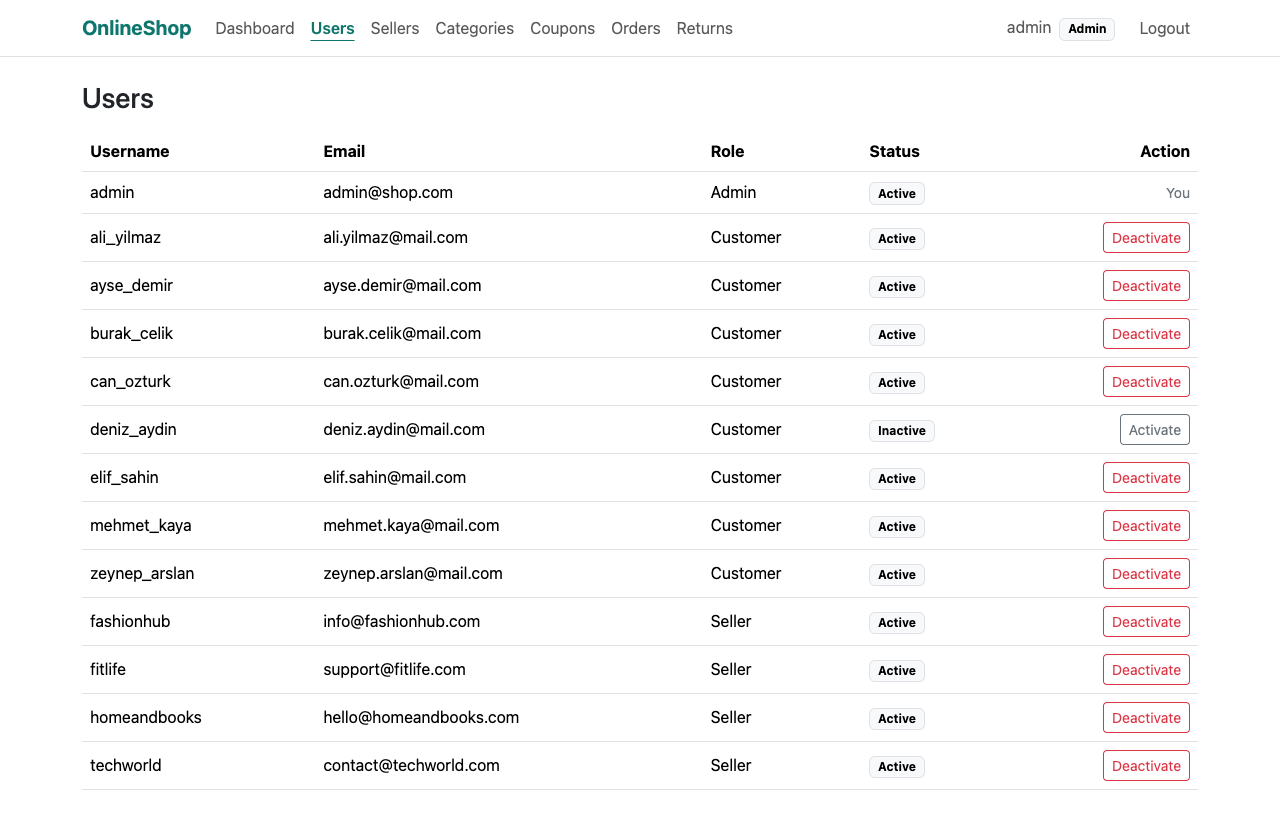 OnlineShop Dashboard Users Sellers Categories Coupons Orders Returns admin Admin Logout
Users
Username Email Role Status Action
admin admin@shop.com Admin Active You
ali_yilmaz ali.yilmaz@mail.com Customer Active Deactivate
ayse_demir ayse.demir@mail.com Customer Active Deactivate
burak_celik burak.celik@mail.com Customer Active Deactivate
can_ozturk can.ozturk@mail.com Customer Active Deactivate
deniz_aydin deniz.aydin@mail.com Customer Inactive Activate
elif_sahin elif.sahin@mail.com Customer Active Deactivate
mehmet_kaya mehmet.kaya@mail.com Customer Active Deactivate
zeynep_arslan zeynep.arslan@mail.com Customer Active Deactivate
fashionhub info@fashionhub.com Seller Active Deactivate
fitlife support@fitlife.com Seller Active Deactivate
homeandbooks hello@homeandbooks.com Seller Active Deactivate
techworld contact@techworld.com Seller Active Deactivate